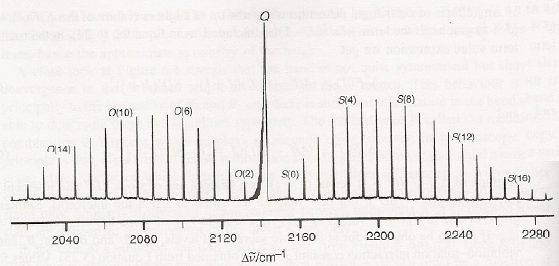 Q
O(10) O(6) S(4) S(8)
O(14) S(12)
O(2) S(0) S(16)
2040 2080 2120 2160 2200 2240 2280
Δν̃/cm⁻¹